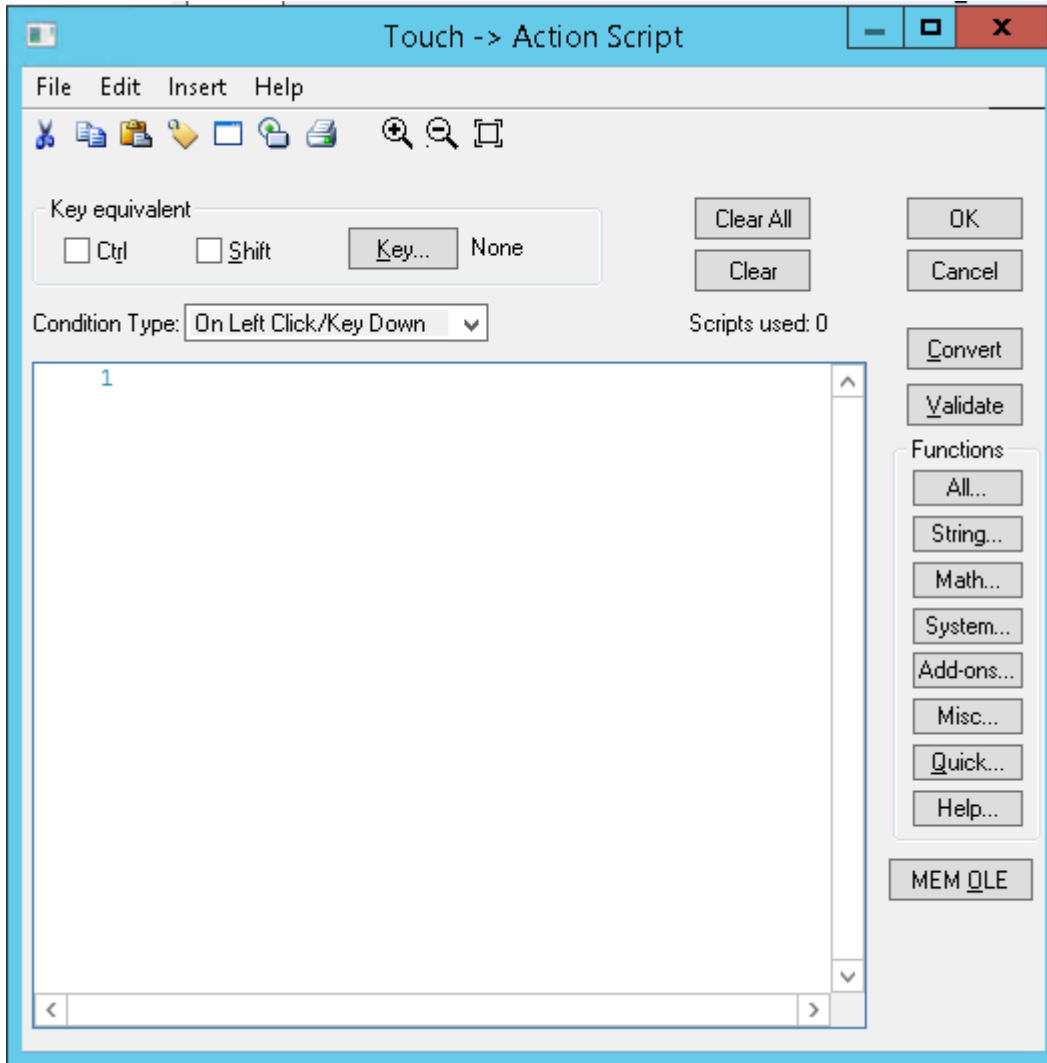 Touch -> Action Script
File Edit Insert Help
Key equivalent
Ctrl Shift Key... None
Clear All
OK
Clear
Cancel
Condition Type: On Left Click/Key Down
Scripts used: 0
Convert
1
Validate
Functions
All...
String...
Math...
System...
Add-ons...
Misc...
Quick...
Help...
MEM OLE